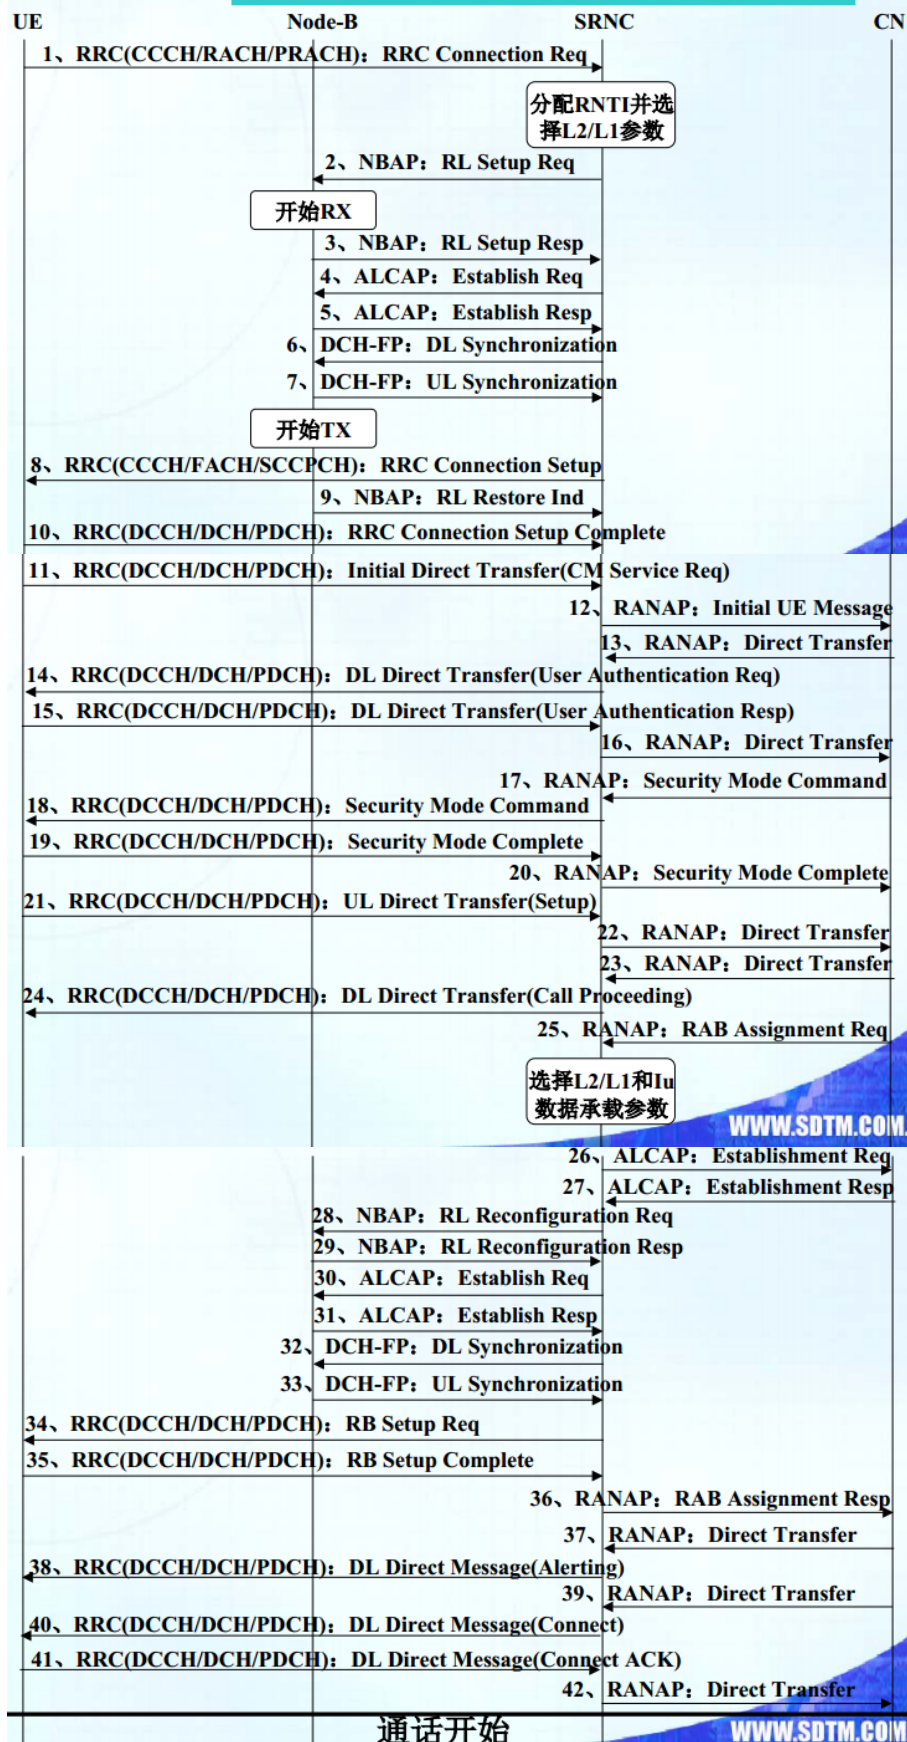 UE Node-B SRNC CN
1、RRC(CCCH/RACH/PRACH)：RRC Connection Req
分配RNTI并选
择L2/L1参数
2、NBAP：RL Setup Req
开始RX
3、NBAP：RL Setup Resp
4、ALCAP：Establish Req
5、ALCAP：Establish Resp
6、DCH-FP：DL Synchronization
7、DCH-FP：UL Synchronization
开始TX
8、RRC(CCCH/FACH/SCCPCH)：RRC Connection Setup
9、NBAP：RL Restore Ind
10、RRC(DCCH/DCH/PDCH)：RRC Connection Setup Complete
11、RRC(DCCH/DCH/PDCH)：Initial Direct Transfer(CM Service Req)
12、RANAP：Initial UE Message
13、RANAP：Direct Transfer
14、RRC(DCCH/DCH/PDCH)：DL Direct Transfer(User Authentication Req)
15、RRC(DCCH/DCH/PDCH)：DL Direct Transfer(User Authentication Resp)
16、RANAP：Direct Transfer
17、RANAP：Security Mode Command
18、RRC(DCCH/DCH/PDCH)：Security Mode Command
19、RRC(DCCH/DCH/PDCH)：Security Mode Complete
20、RANAP：Security Mode Complete
21、RRC(DCCH/DCH/PDCH)：UL Direct Transfer(Setup)
22、RANAP：Direct Transfer
23、RANAP：Direct Transfer
24、RRC(DCCH/DCH/PDCH)：DL Direct Transfer(Call Proceeding)
25、RANAP：RAB Assignment Req
选择L2/L1和Iu
数据承载参数
WWW.SDTM.COM.
26、ALCAP：Establishment Req
27、ALCAP：Establishment Resp
28、NBAP：RL Reconfiguration Req
29、NBAP：RL Reconfiguration Resp
30、ALCAP：Establish Req
31、ALCAP：Establish Resp
32、DCH-FP：DL Synchronization
33、DCH-FP：UL Synchronization
34、RRC(DCCH/DCH/PDCH)：RB Setup Req
35、RRC(DCCH/DCH/PDCH)：RB Setup Complete
36、RANAP：RAB Assignment Resp
37、RANAP：Direct Transfer
38、RRC(DCCH/DCH/PDCH)：DL Direct Message(Alerting)
39、RANAP：Direct Transfer
40、RRC(DCCH/DCH/PDCH)：DL Direct Message(Connect)
41、RRC(DCCH/DCH/PDCH)：DL Direct Message(Connect ACK)
42、RANAP：Direct Transfer
通话开始
WWW.SDTM.COM